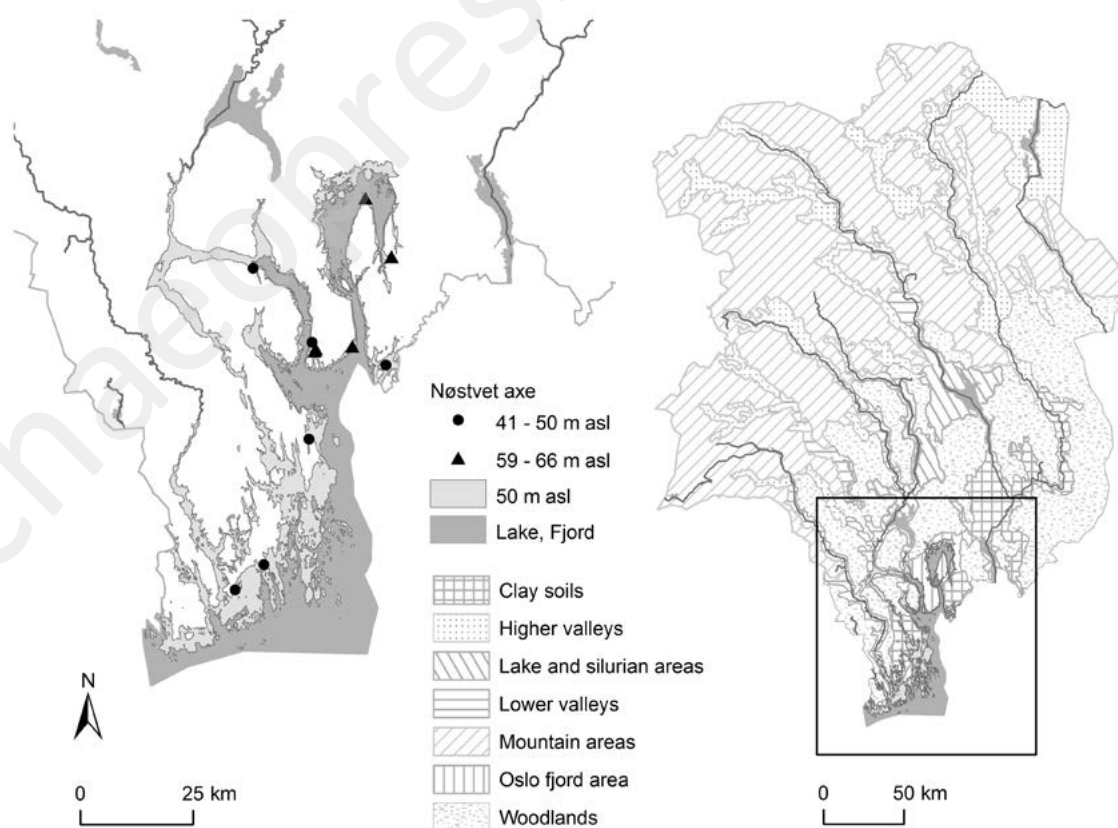 Nøstvet axe
41 - 50 m asl
59 - 66 m asl
50 m asl
Lake, Fjord
Clay soils
Higher valleys
Lake and silurian areas
Lower valleys
Mountain areas
Oslo fjord area
Woodlands
N
0 25 km
0 50 km